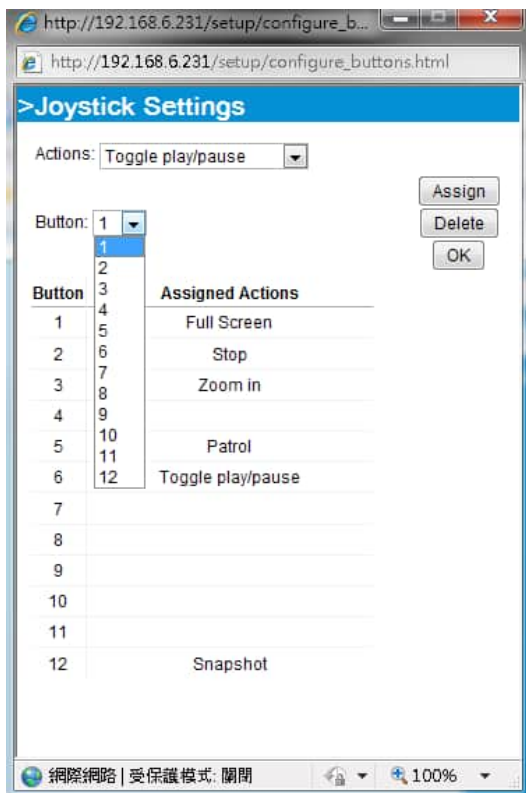 http://192.168.6.231/setup/configure_b...
http://192.168.6.231/setup/configure_buttons.html
>Joystick Settings
Actions: Toggle play/pause
Assign
Button: 1
Delete
OK
1
2
3
4
5
6
7
8
9
10
11
12
Button Assigned Actions
1 Full Screen
2 Stop
3 Zoom in
4
5 Patrol
6 Toggle play/pause
7
8
9
10
11
12 Snapshot
網際網路 | 受保護模式: 關閉 100%